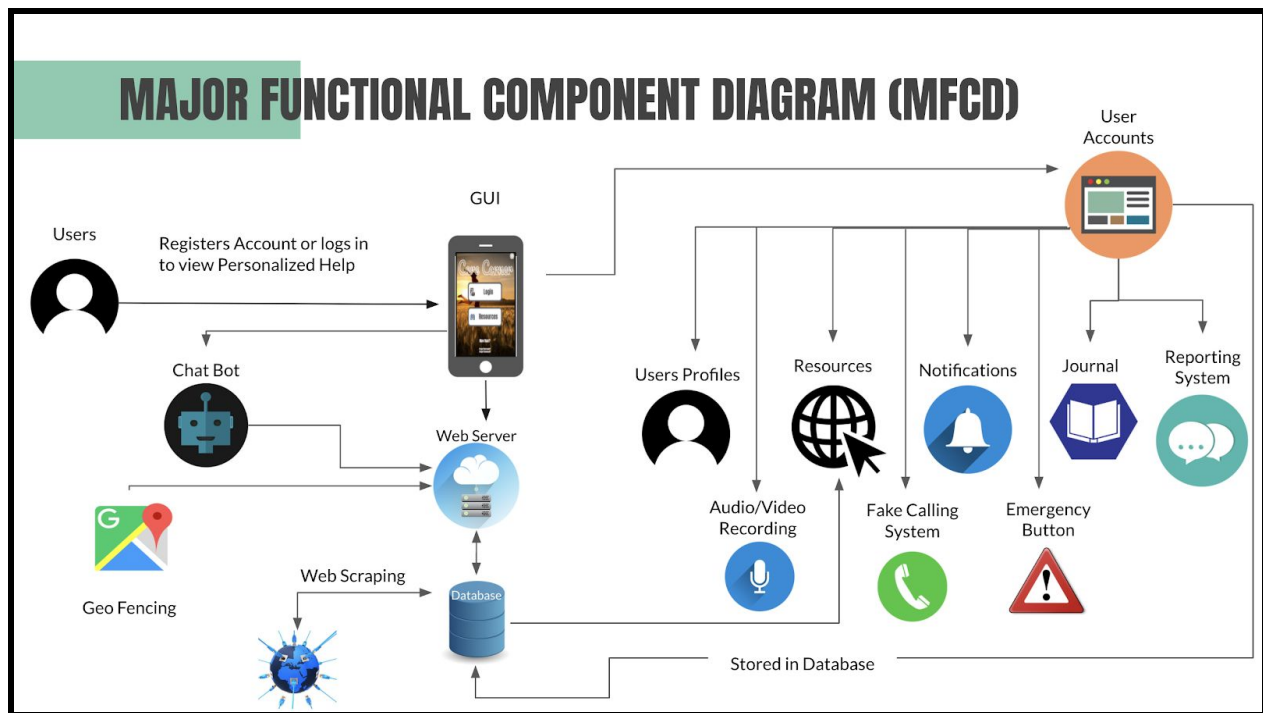 MAJOR FUNCTIONAL COMPONENT DIAGRAM (MFCD)
User
Accounts
GUI
Users
Registers Account or logs in
to view Personalized Help
Login
Resources
Chat Bot
Users Profiles
Resources
Notifications
Journal
Reporting
System
Web Server
G
Audio/Video
Recording
Fake Calling
System
Emergency
Button
Web Scraping
Database
Geo Fencing
Stored in Database